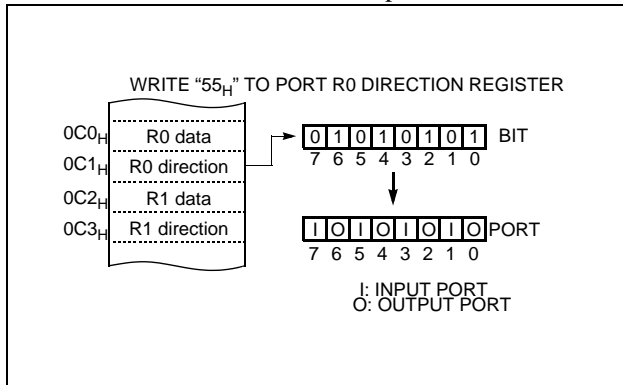 WRITE “55H” TO PORT R0 DIRECTION REGISTER
0C0H R0 data
0C1H R0 direction
0C2H R1 data
0C3H R1 direction
0 1 0 1 0 1 0 1 BIT
7 6 5 4 3 2 1 0
I O I O I O I O PORT
7 6 5 4 3 2 1 0
I: INPUT PORT
O: OUTPUT PORT